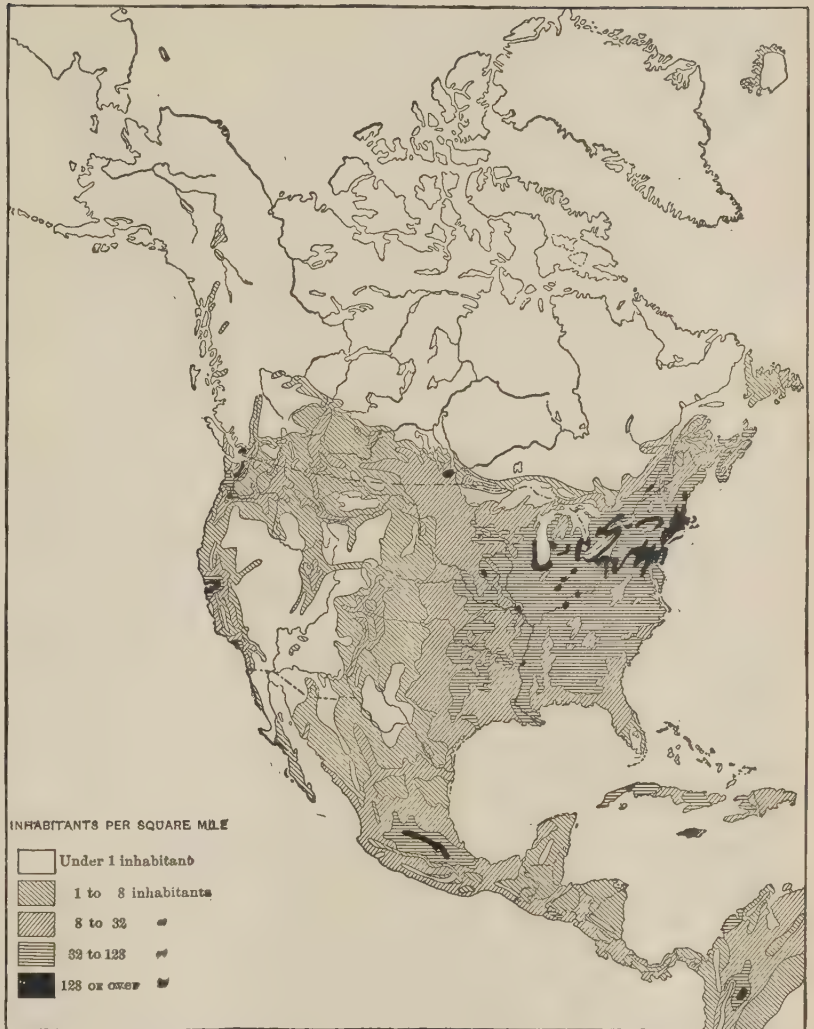 INHABITANTS PER SQUARE MILE
Under 1 inhabitant
1 to 8 inhabitants
8 to 32 "
32 to 128 "
128 or over "